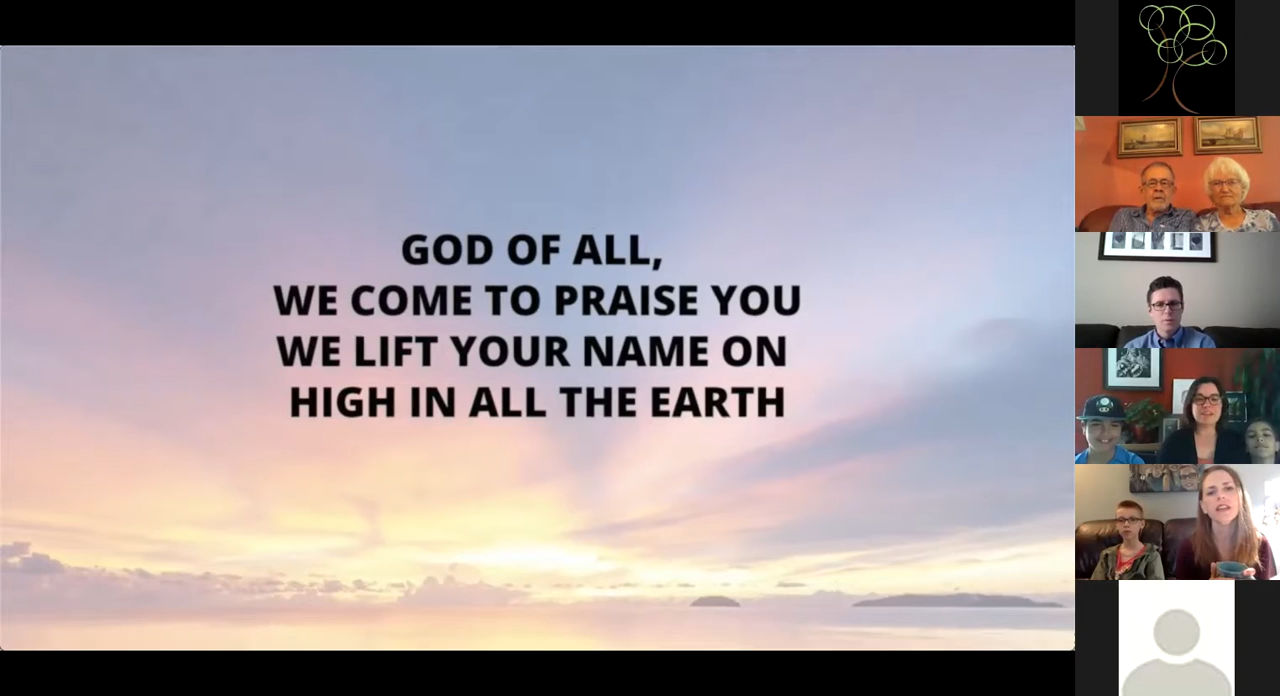 GOD OF ALL,
WE COME TO PRAISE YOU
WE LIFT YOUR NAME ON
HIGH IN ALL THE EARTH